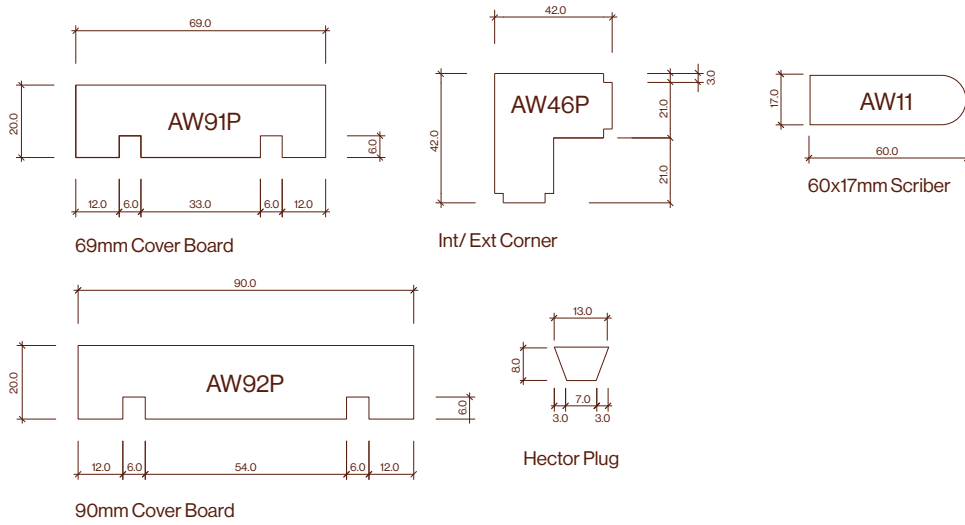 69.0
20.0
AW91P
6.0
12.0 6.0 33.0 6.0 12.0
69mm Cover Board
42.0
3.0
AW46P
42.0
21.0
21.0
Int/ Ext Corner
17.0
AW11
60.0
60x17mm Scriber
90.0
20.0
AW92P
6.0
12.0 6.0 54.0 6.0 12.0
90mm Cover Board
13.0
8.0
7.0
3.0 3.0
Hector Plug